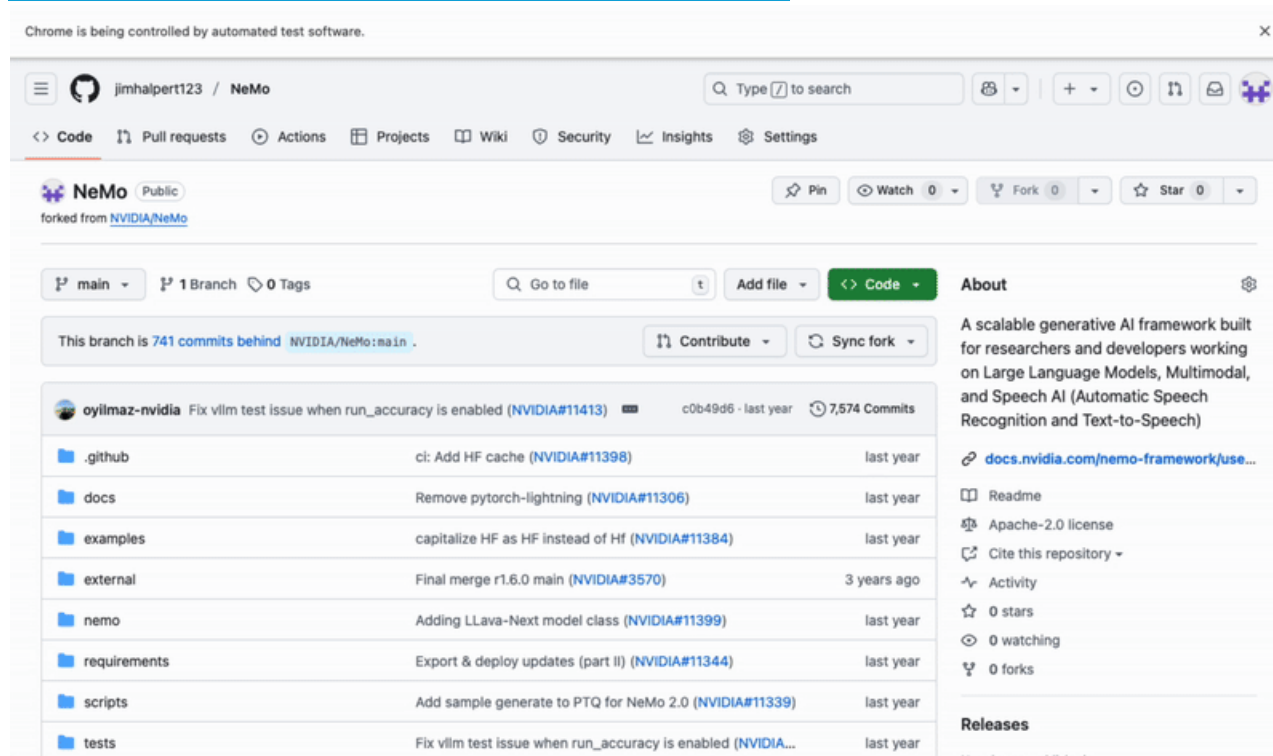 Chrome is being controlled by automated test software.
jimhalpert123 / NeMo
Type / to search
Code Pull requests Actions Projects Wiki Security Insights Settings
NeMo Public
Pin Watch 0 Fork 0 Star 0
forked from NVIDIA/NeMo
main 1 Branch 0 Tags Go to file t Add file Code
This branch is 741 commits behind NVIDIA/NeMo:main . Contribute Sync fork
oyilmaz-nvidia Fix vllm test issue when run_accuracy is enabled (NVIDIA#11413) c0b49d6 · last year 7,574 Commits
.github ci: Add HF cache (NVIDIA#11398) last year
docs Remove pytorch-lightning (NVIDIA#11306) last year
examples capitalize HF as HF instead of Hf (NVIDIA#11384) last year
external Final merge r1.6.0 main (NVIDIA#3570) 3 years ago
nemo Adding LLava-Next model class (NVIDIA#11399) last year
requirements Export & deploy updates (part II) (NVIDIA#11344) last year
scripts Add sample generate to PTQ for NeMo 2.0 (NVIDIA#11339) last year
tests Fix vllm test issue when run_accuracy is enabled (NVIDIA... last year
About
A scalable generative AI framework built
for researchers and developers working
on Large Language Models, Multimodal,
and Speech AI (Automatic Speech
Recognition and Text-to-Speech)
docs.nvidia.com/nemo-framework/use...
Readme
Apache-2.0 license
Cite this repository
Activity
0 stars
0 watching
0 forks
Releases